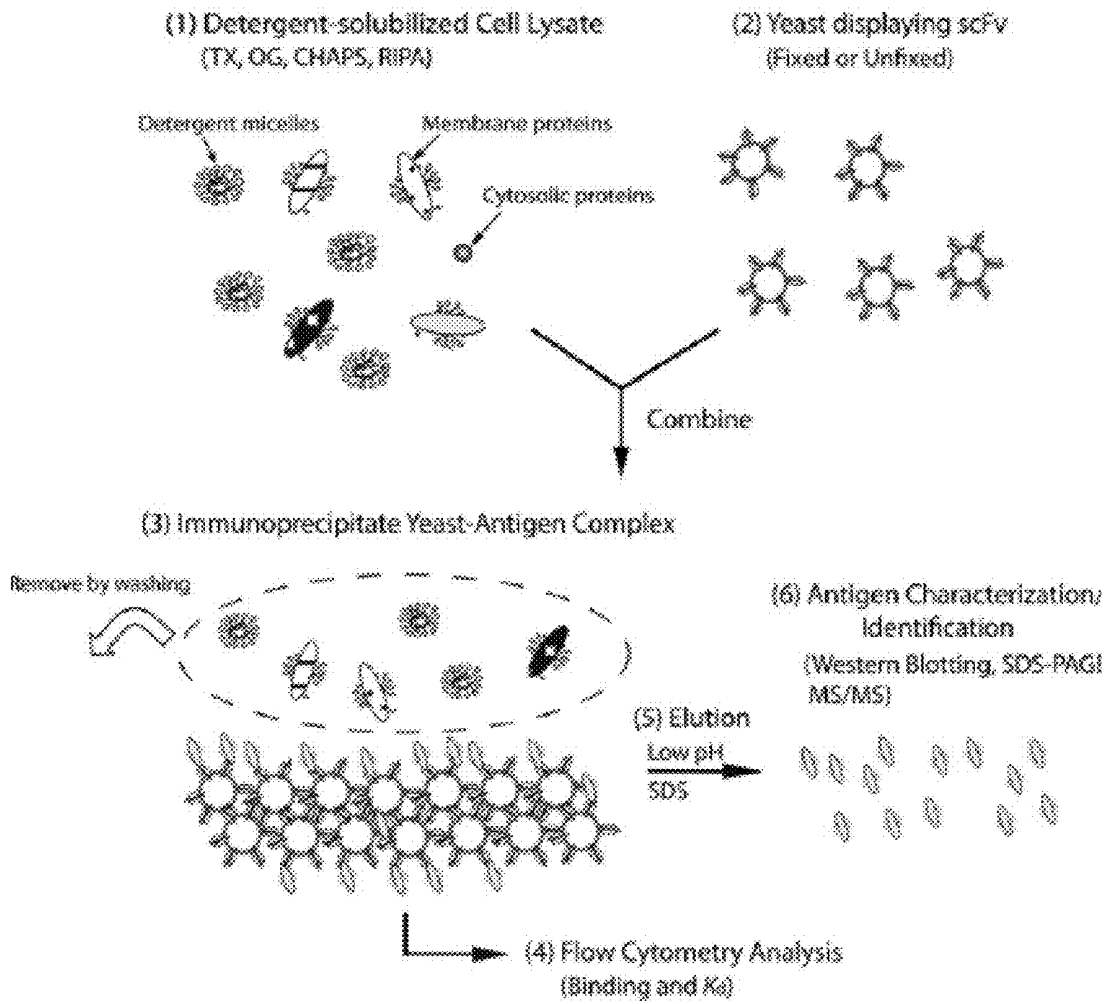 (1) Detergent-solubilized Cell Lysate
(TX, OG, CHAPS, RIPA)
(2) Yeast displaying scFv
(Fixed or Unfixed)
Detergent micelles
Membrane proteins
Cytosolic proteins
Combine
(3) Immunoprecipitate Yeast-Antigen Complex
Remove by washing
(5) Elution
Low pH
SDS
(6) Antigen Characterization/
Identification
(Western Blotting, SDS-PAGI
MS/MS)
(4) Flow Cytometry Analysis
(Binding and Kd)